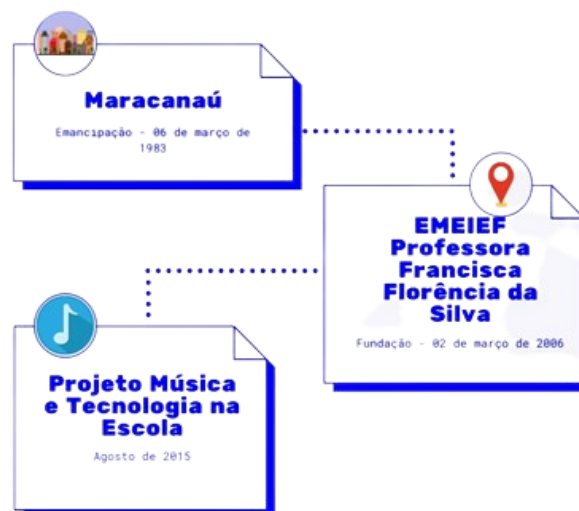 Maracanaú
Emancipação - 06 de março de
1983
EMEIEF
Professora
Francisca
Florência da
Silva
Fundação - 02 de março de 2006
Projeto Música
e Tecnologia na
Escola
Agosto de 2015